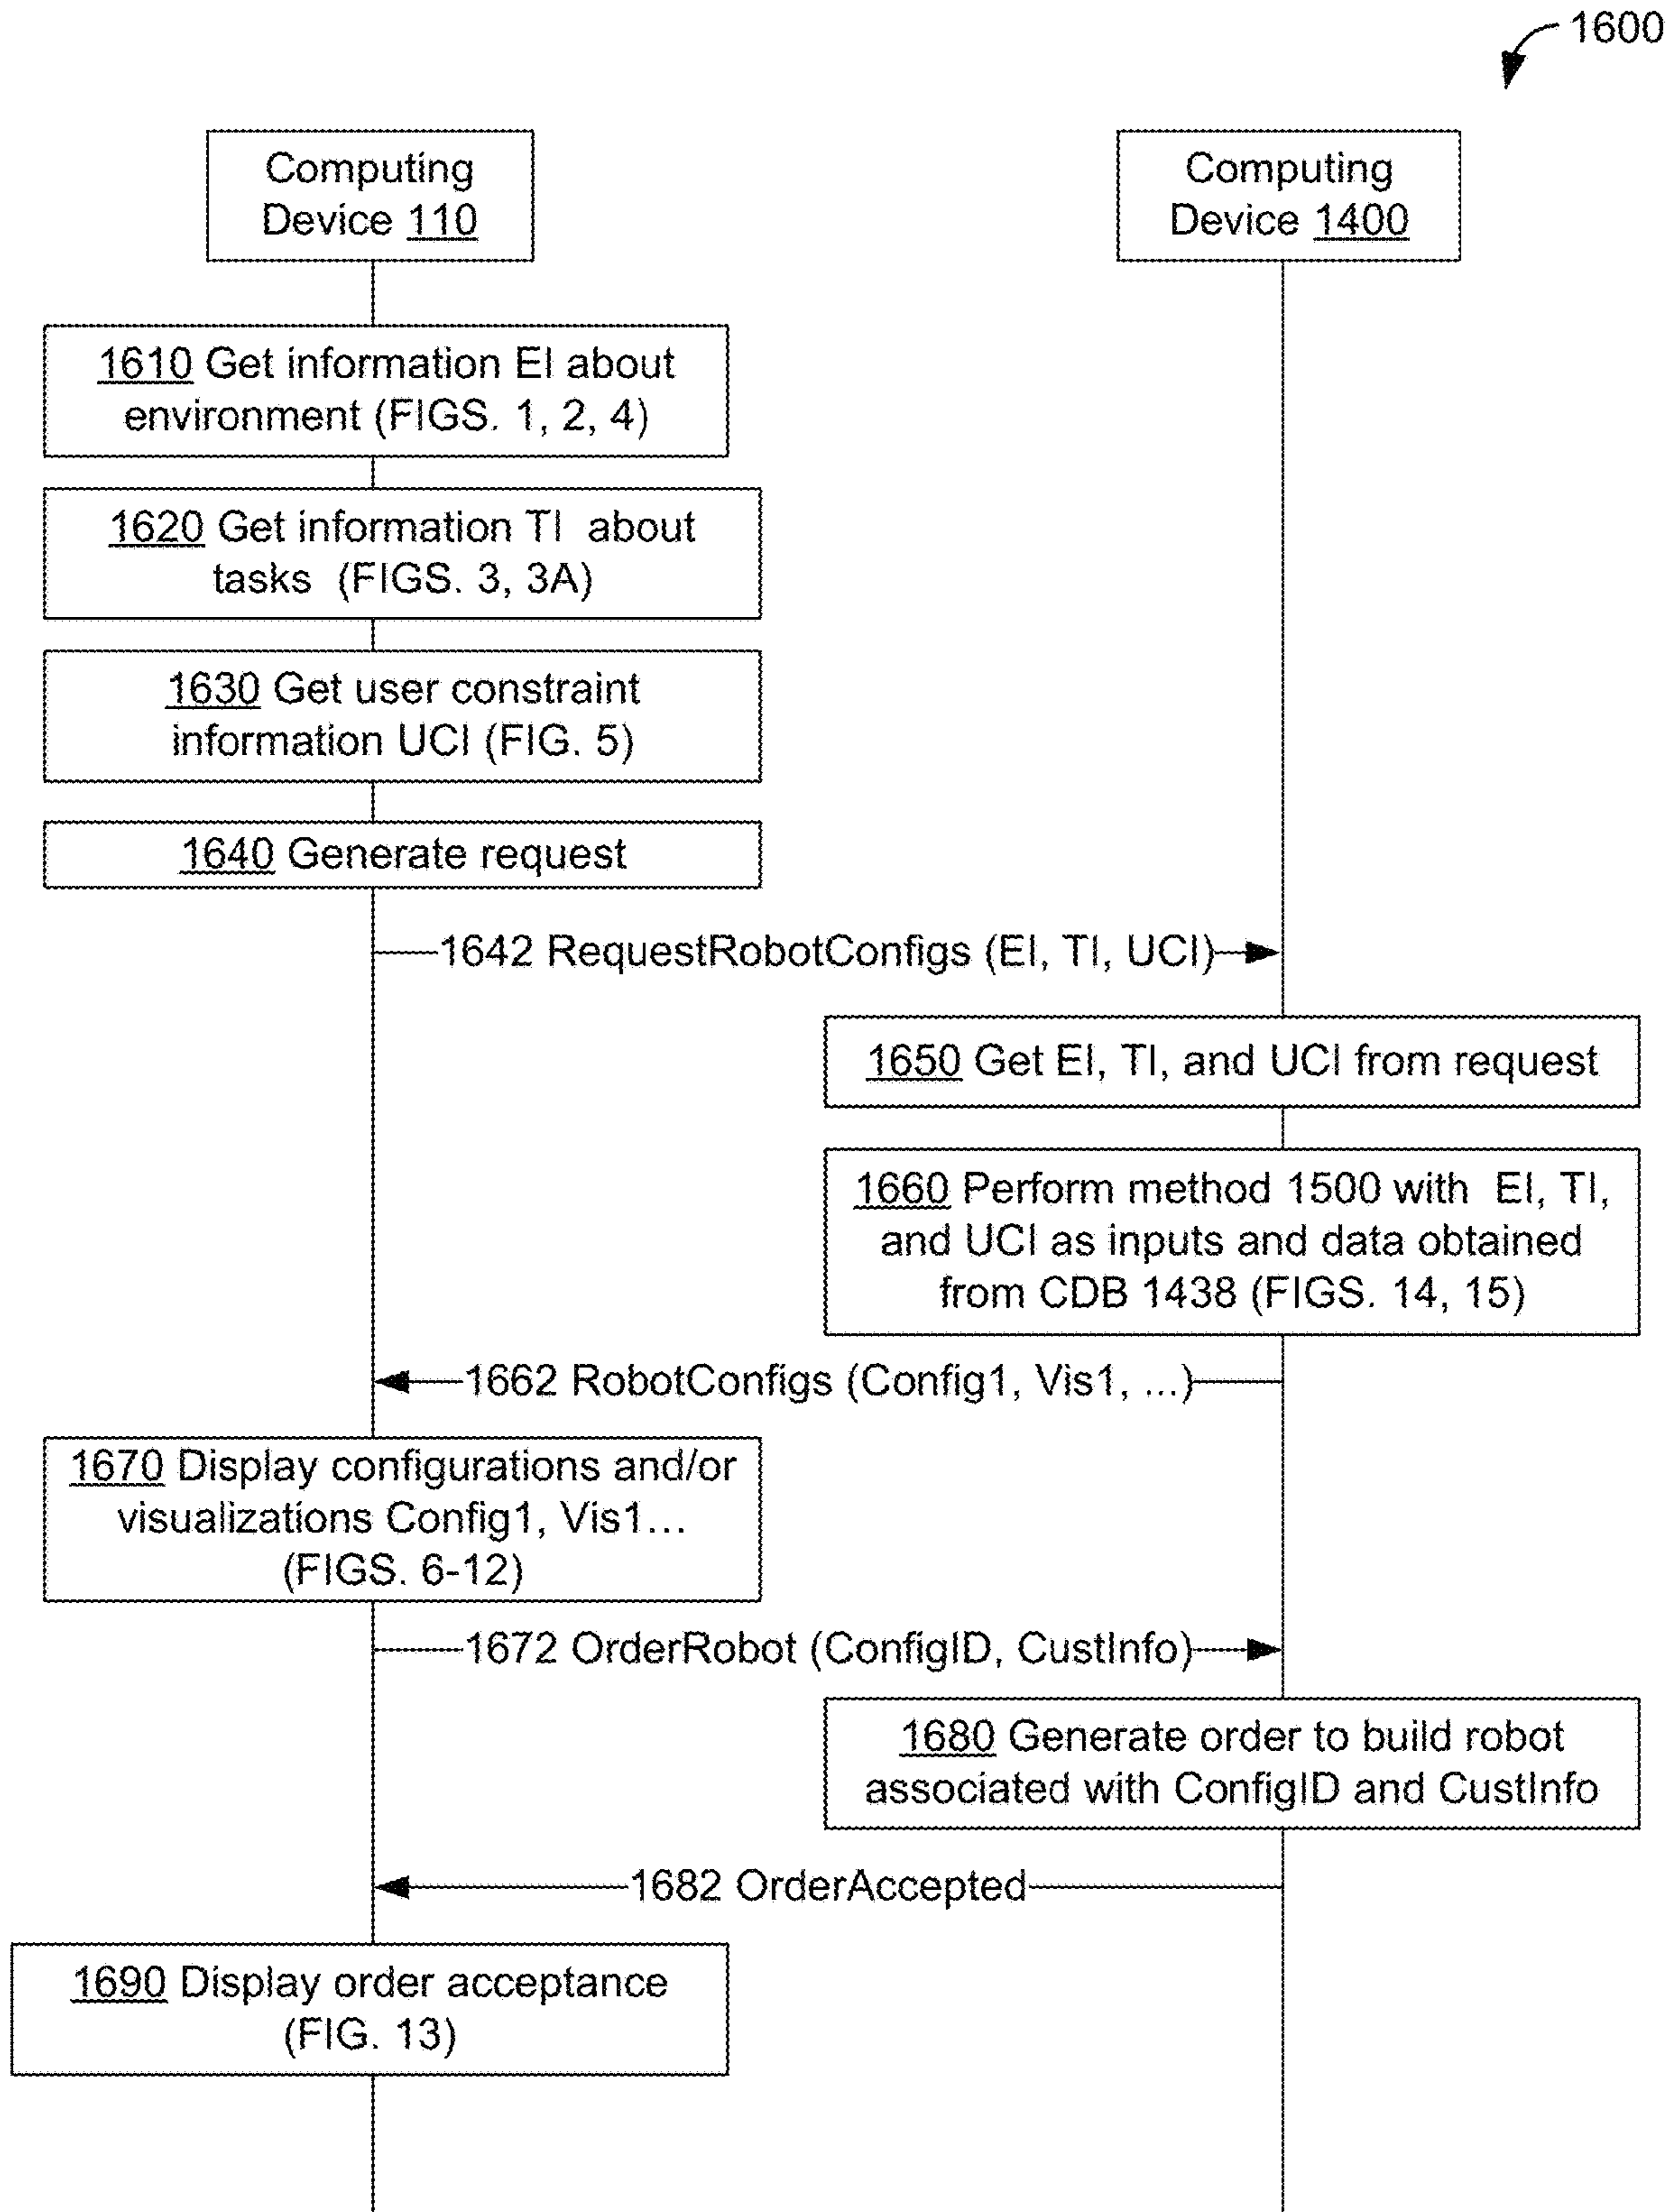 1600
Computing
Device 110
Computing
Device 1400
1610 Get information EI about
environment (FIGS. 1, 2, 4)
1620 Get information TI about
tasks (FIGS. 3, 3A)
1630 Get user constraint
information UCI (FIG. 5)
1640 Generate request
1642 RequestRobotConfigs (EI, TI, UCI)
1650 Get EI, TI, and UCI from request
1660 Perform method 1500 with EI, TI,
and UCI as inputs and data obtained
from CDB 1438 (FIGS. 14, 15)
1662 RobotConfigs (Config1, Vis1, ...)
1670 Display configurations and/or
visualizations Config1, Vis1...
(FIGS. 6-12)
1672 OrderRobot (ConfigID, CustInfo)
1680 Generate order to build robot
associated with ConfigID and CustInfo
1682 OrderAccepted
1690 Display order acceptance
(FIG. 13)